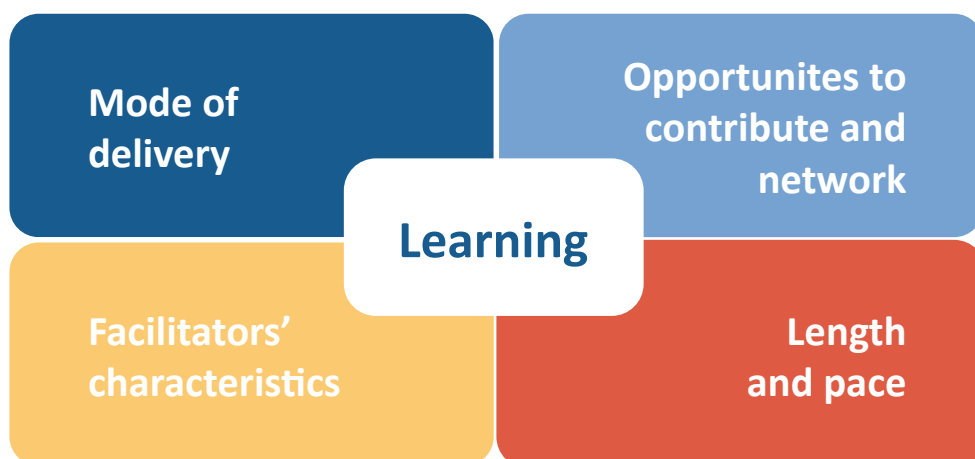 Mode of
delivery
Opportunites to
contribute and
network
Learning
Facilitators’
characteristics
Length
and pace